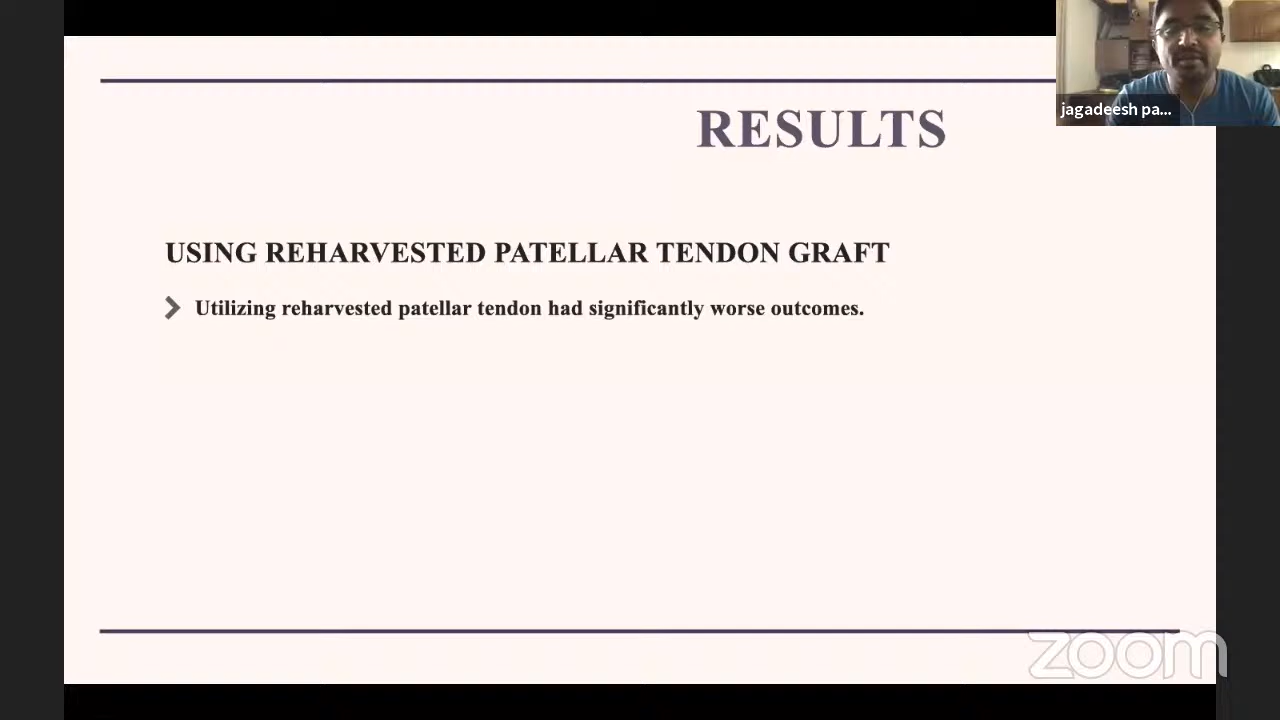 RESULTS
jagadeesh pa...
USING REHARVESTED PATELLAR TENDON GRAFT
Utilizing reharvested patellar tendon had significantly worse outcomes.
zoom